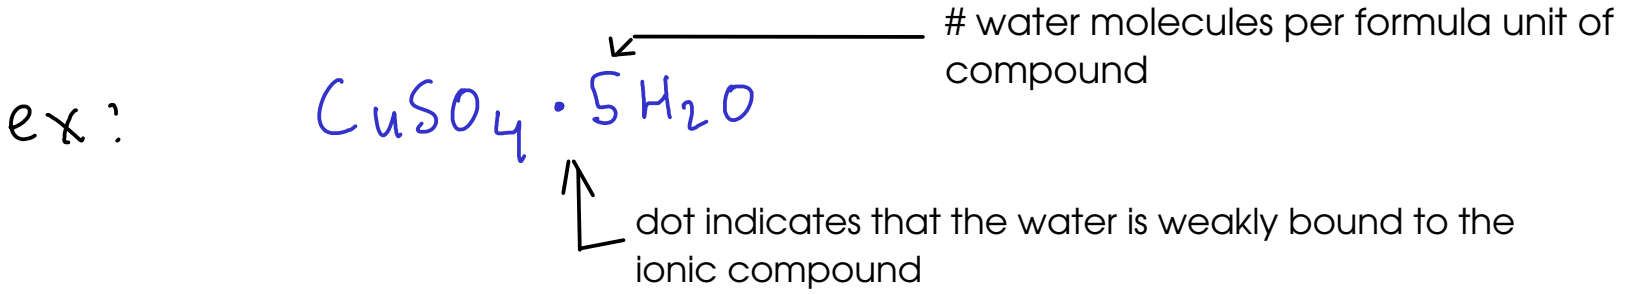 # water molecules per formula unit of
compound
ex: CuSO₄ · 5H₂O
dot indicates that the water is weakly bound to the
ionic compound